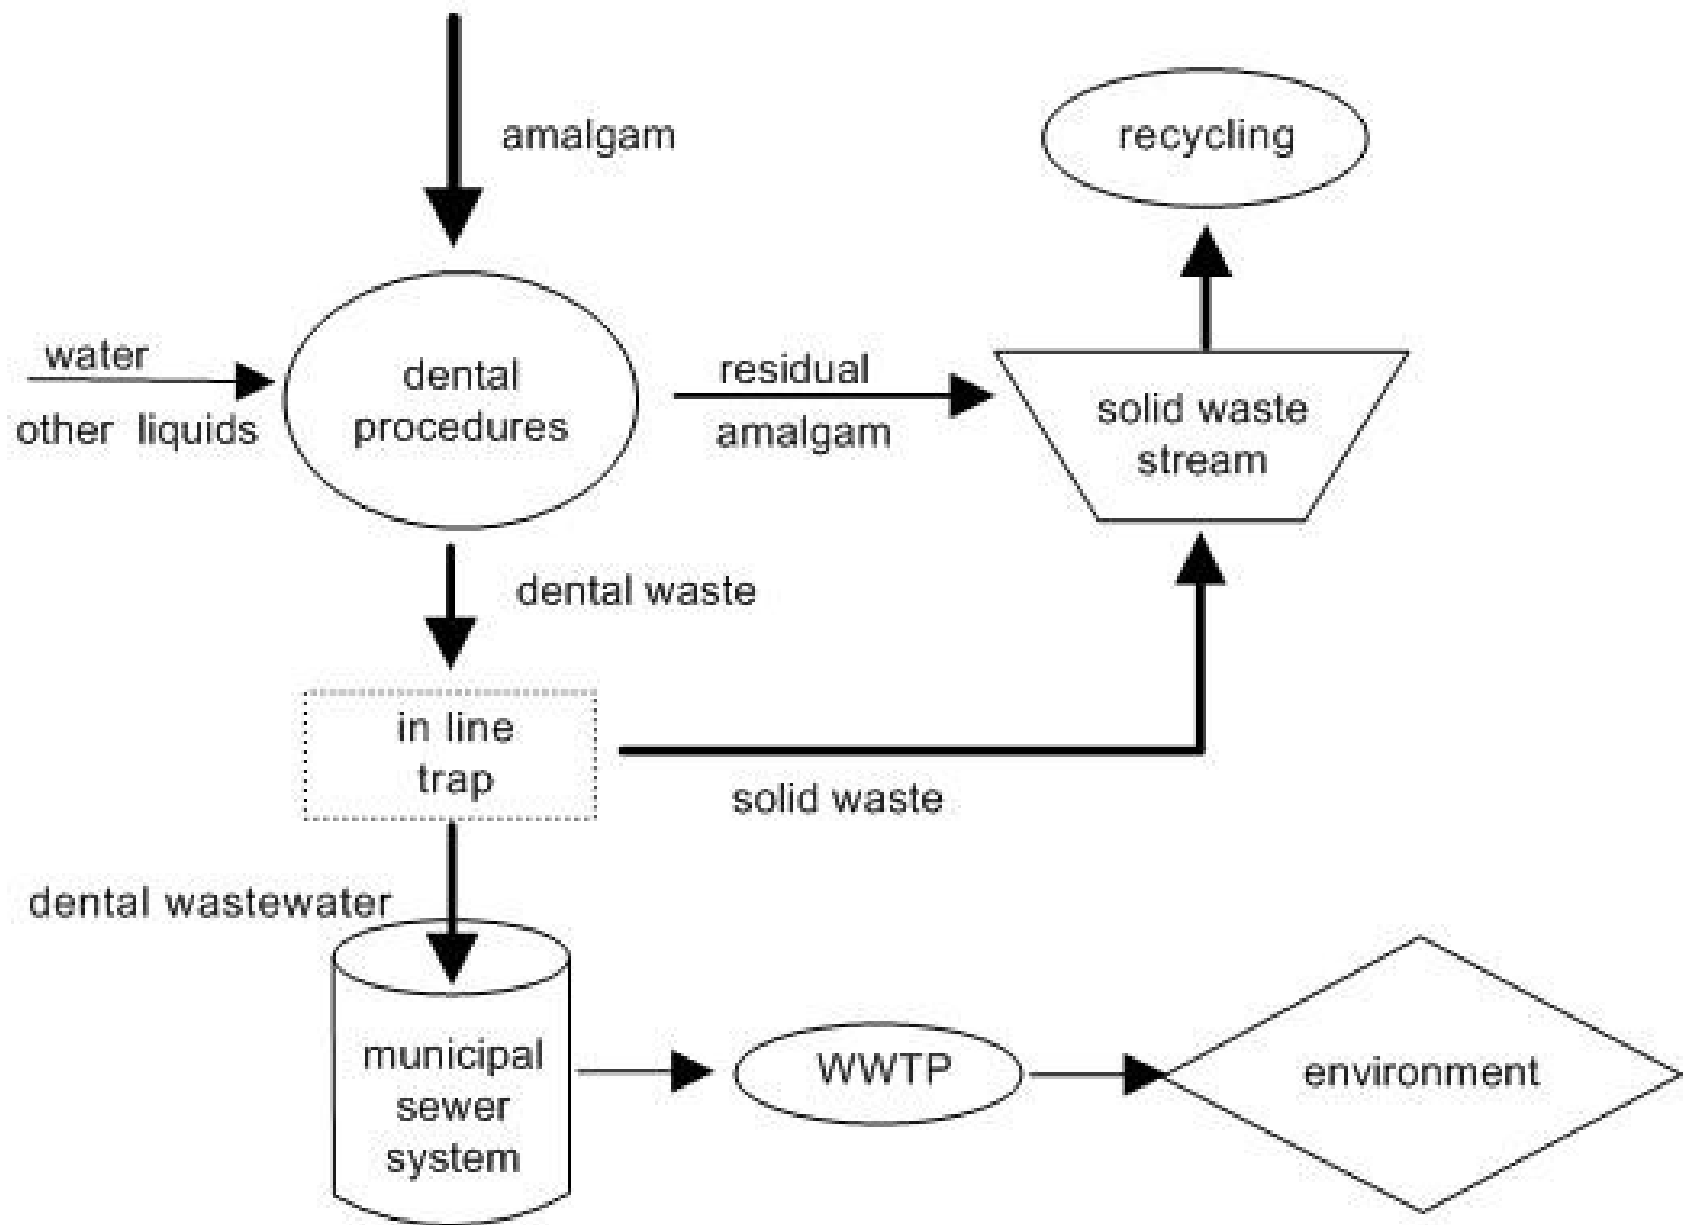 amalgam
recycling
water
other liquids
dental
procedures
residual
amalgam
solid waste
stream
dental waste
in line
trap
solid waste
dental wastewater
municipal
sewer
system
WWTP
environment